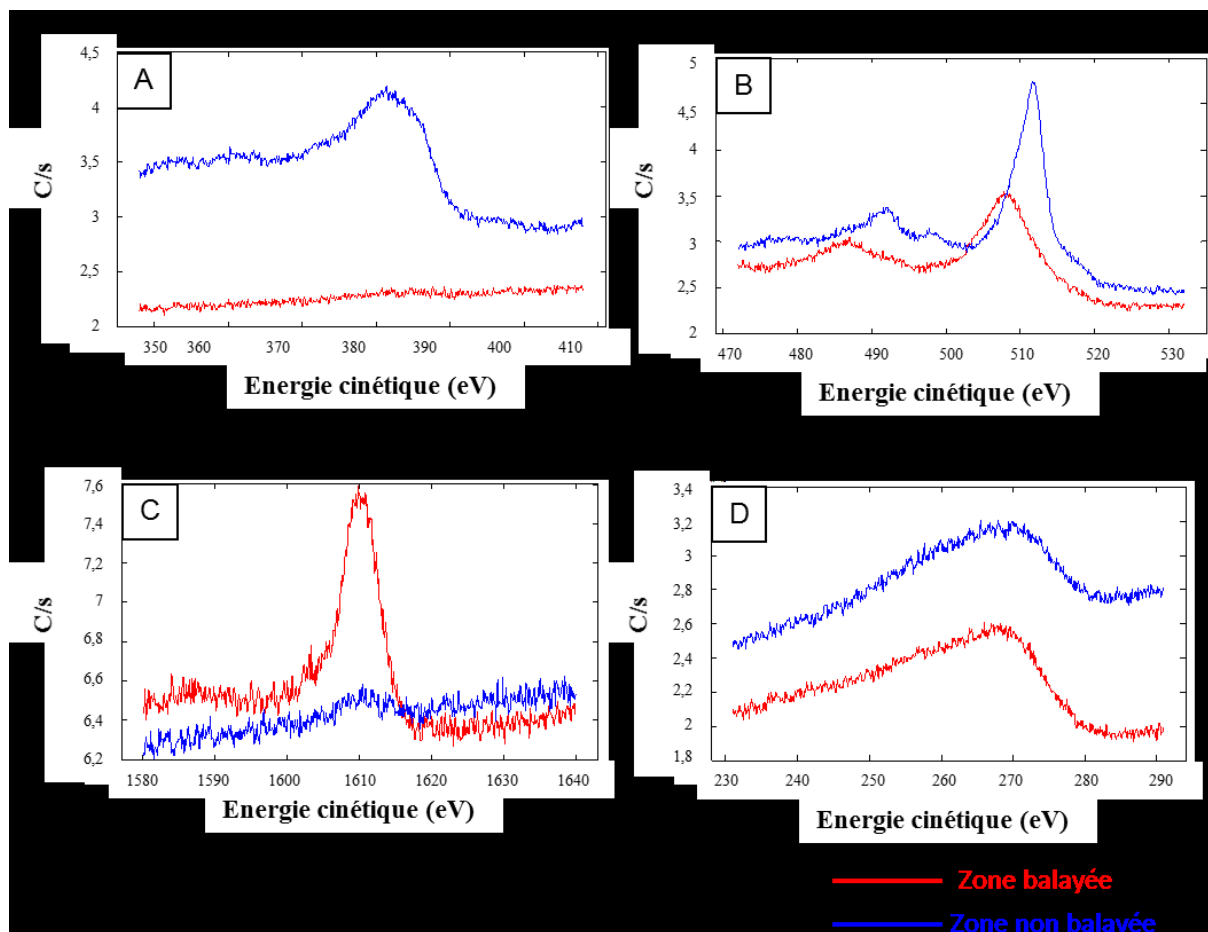 A
4,5
4
3,5
3
2,5
2
C/s
350 360 370 380 390 400 410
Energie cinétique (eV)
B
5
4,5
4
3,5
3
2,5
2
C/s
470 480 490 500 510 520 530
Energie cinétique (eV)
C
7,6
7,4
7,2
7
6,8
6,6
6,4
6,2
C/s
1580 1590 1600 1610 1620 1630 1640
Energie cinétique (eV)
D
3,4
3,2
3
2,8
2,6
2,4
2,2
2
1,8
C/s
230 240 250 260 270 280 290
Energie cinétique (eV)
Zone balayée
Zone non balayée